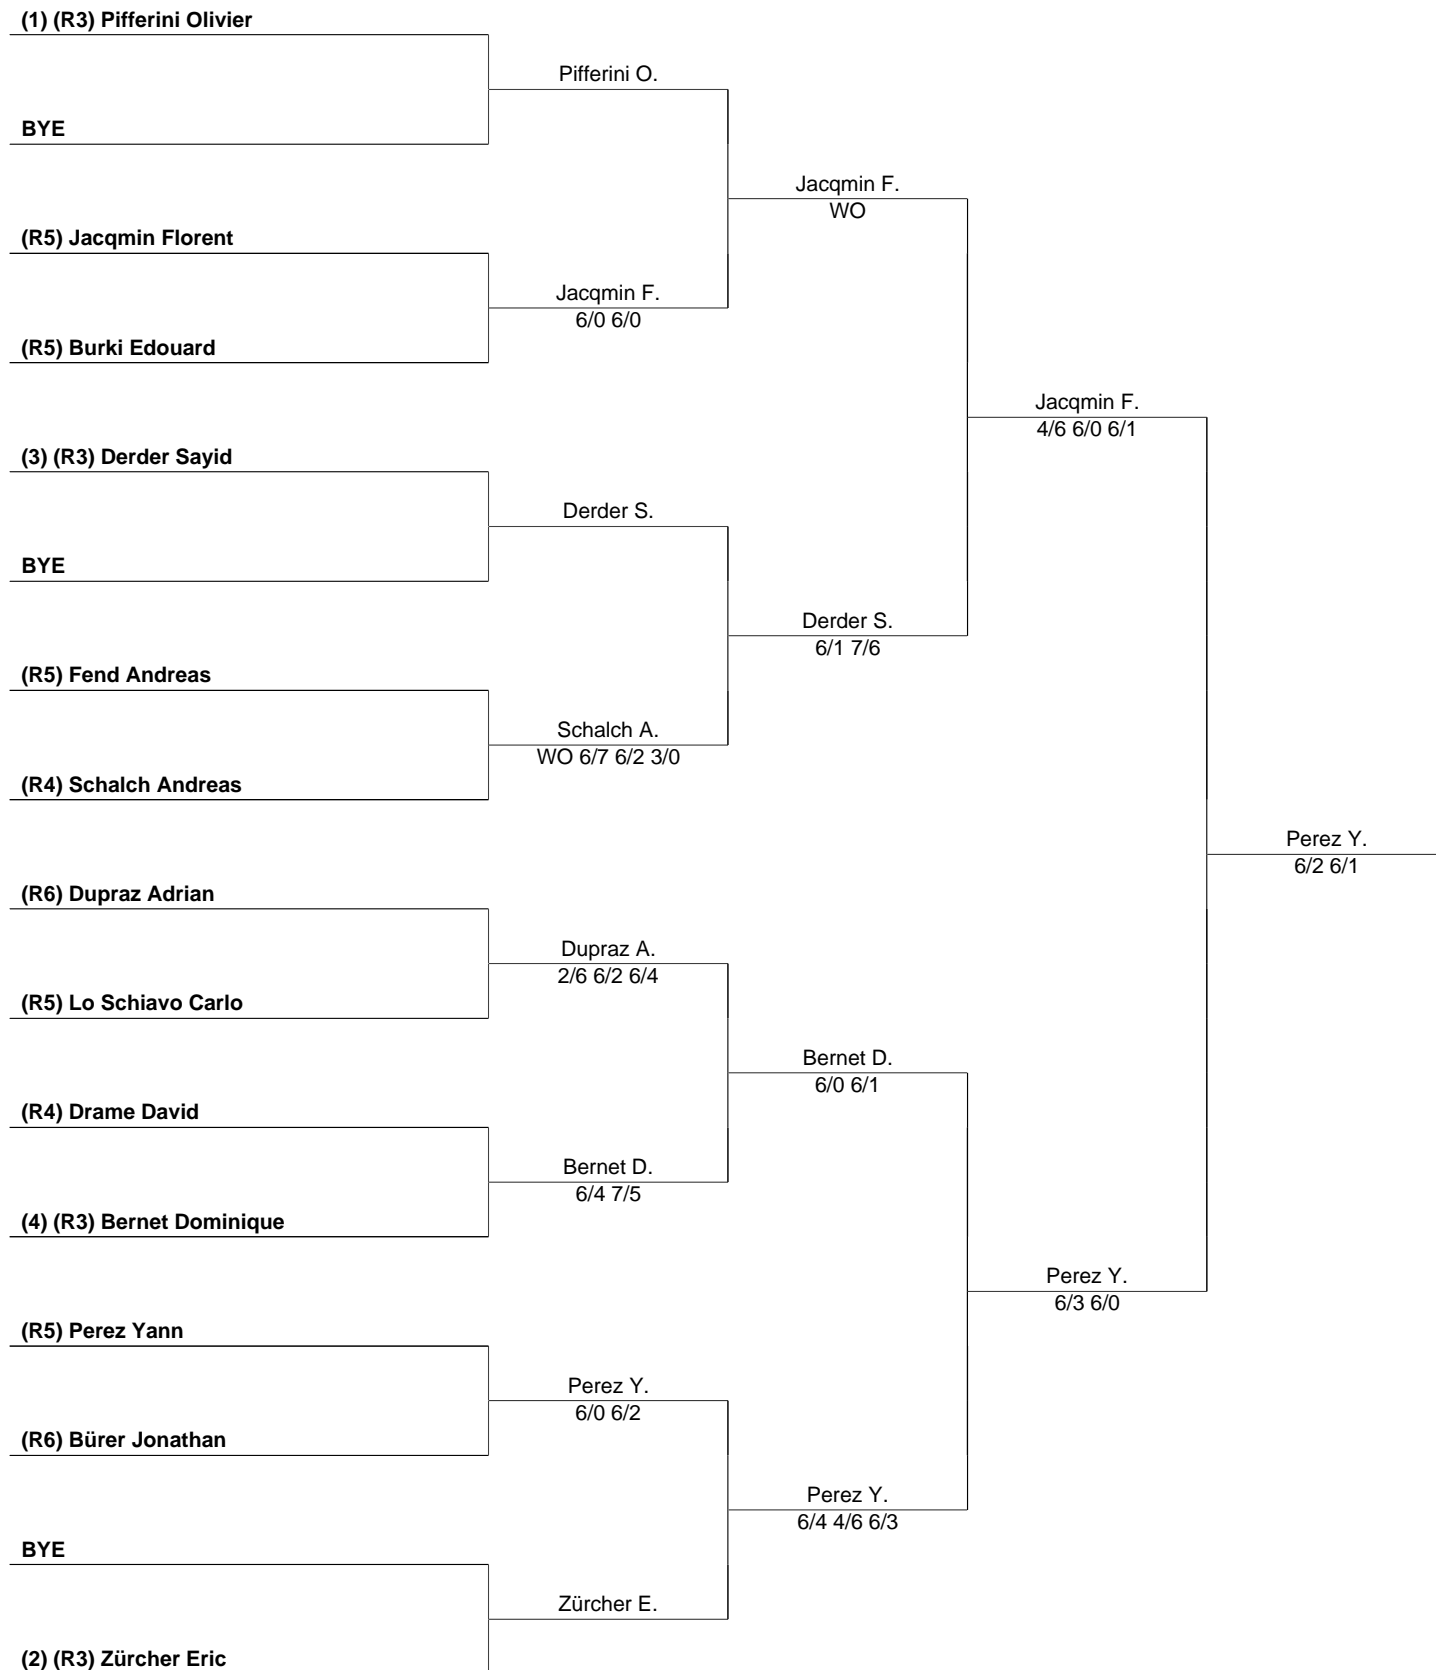 (1) (R3) Pifferini Olivier
Pifferini O.
BYE
Jacqmin F.
WO
(R5) Jacqmin Florent
Jacqmin F.
6/0 6/0
(R5) Burki Edouard
Jacqmin F.
4/6 6/0 6/1
(3) (R3) Derder Sayid
Derder S.
BYE
Derder S.
6/1 7/6
(R5) Fend Andreas
Schalch A.
WO 6/7 6/2 3/0
(R4) Schalch Andreas
Perez Y.
6/2 6/1
(R6) Dupraz Adrian
Dupraz A.
2/6 6/2 6/4
(R5) Lo Schiavo Carlo
Bernet D.
6/0 6/1
(R4) Drame David
Bernet D.
6/4 7/5
(4) (R3) Bernet Dominique
Perez Y.
6/3 6/0
(R5) Perez Yann
Perez Y.
6/0 6/2
(R6) Bürer Jonathan
Perez Y.
6/4 4/6 6/3
BYE
Zürcher E.
(2) (R3) Zürcher Eric